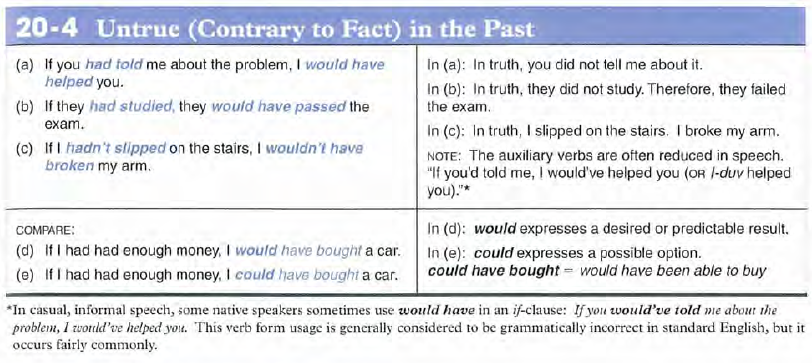 20-4 Untrue (Contrary to Fact) in the Past
(a) If you had told me about the problem, I would have
helped you.
(b) If they had studied, they would have passed the
exam.
(c) If I hadn't slipped on the stairs, I wouldn't have
broken my arm.
In (a): In truth, you did not tell me about it.
In (b): In truth, they did not study. Therefore, they failed
the exam.
In (c): In truth, I slipped on the stairs. I broke my arm.
NOTE: The auxiliary verbs are often reduced in speech.
"If you'd told me, I would've helped you (OR I-duv helped
you)."*
COMPARE:
(d) If I had had enough money, I would have bought a car.
(e) If I had had enough money, I could have bought a car.
In (d): would expresses a desired or predictable result.
In (e): could expresses a possible option.
could have bought = would have been able to buy
*In casual, informal speech, some native speakers sometimes use would have in an if-clause: If you would've told me about the
problem, I would've helped you. This verb form usage is generally considered to be grammatically incorrect in standard English, but it
occurs fairly commonly.